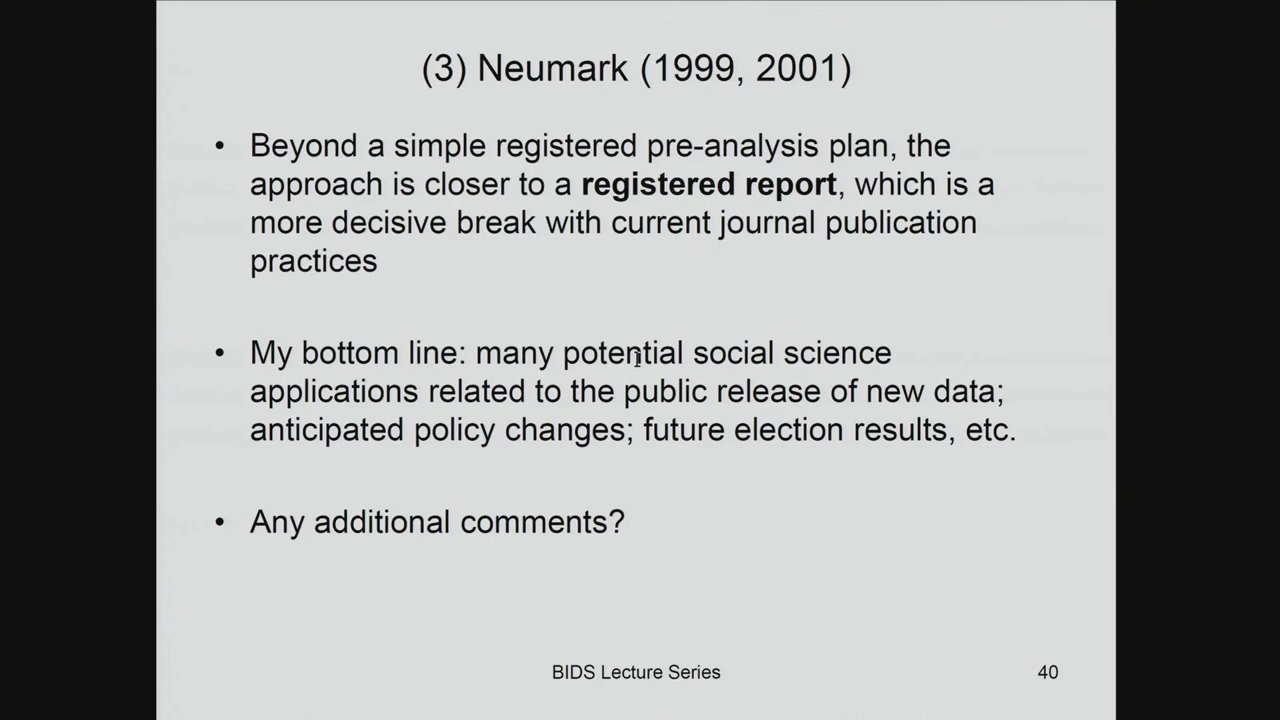 (3) Neumark (1999, 2001)
• Beyond a simple registered pre-analysis plan, the
approach is closer to a registered report, which is a
more decisive break with current journal publication
practices
• My bottom line: many potential social science
applications related to the public release of new data;
anticipated policy changes; future election results, etc.
• Any additional comments?
BIDS Lecture Series
40